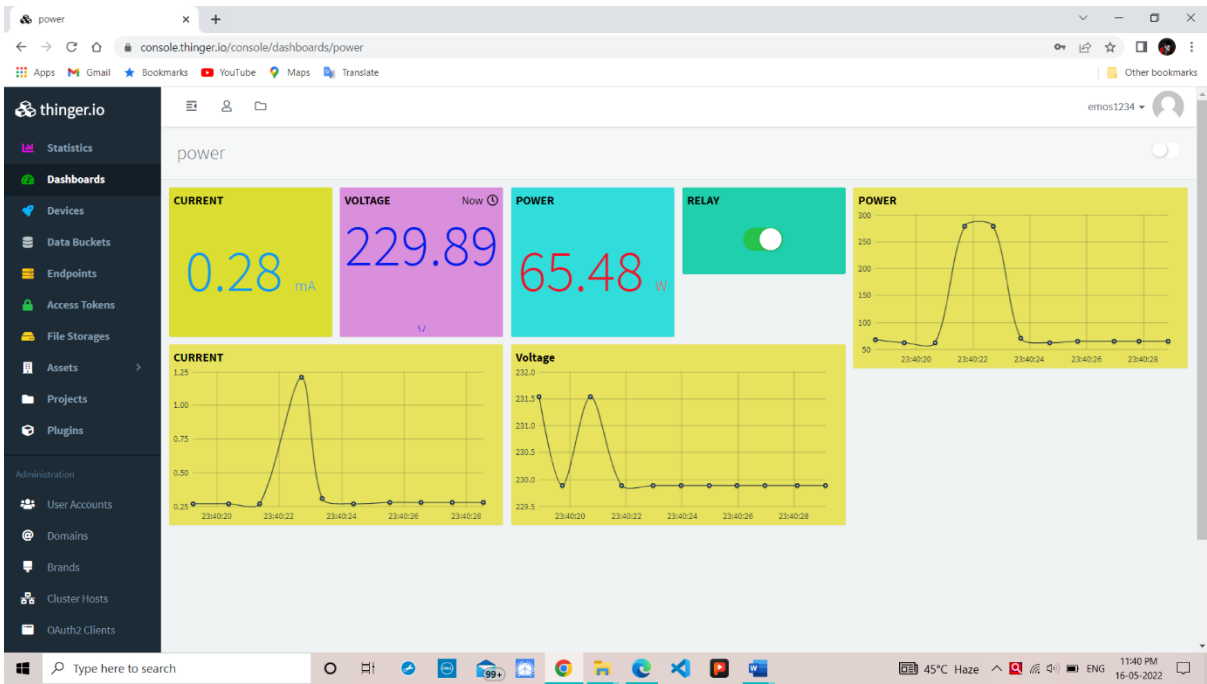 power
console.thinger.io/console/dashboards/power
Apps Gmail Bookmarks YouTube Maps Translate Other bookmarks
thinger.io
emos1234
Statistics
Dashboards
Devices
Data Buckets
Endpoints
Access Tokens
File Storages
Assets
Projects
Plugins
Administration
User Accounts
Domains
Brands
Cluster Hosts
OAuth2 Clients
power
CURRENT
0.28 mA
VOLTAGE Now
229.89
V
POWER
65.48 W
RELAY
POWER
300
250
200
150
100
50
23:40:20 23:40:22 23:40:24 23:40:26 23:40:28
CURRENT
1.25
1.00
0.75
0.50
0.25
23:40:20 23:40:22 23:40:24 23:40:26 23:40:28
Voltage
232.0
231.5
231.0
230.5
230.0
229.5
23:40:20 23:40:22 23:40:24 23:40:26 23:40:28
Type here to search
DELL
99+
W
45°C Haze
ENG
11:40 PM
16-05-2022